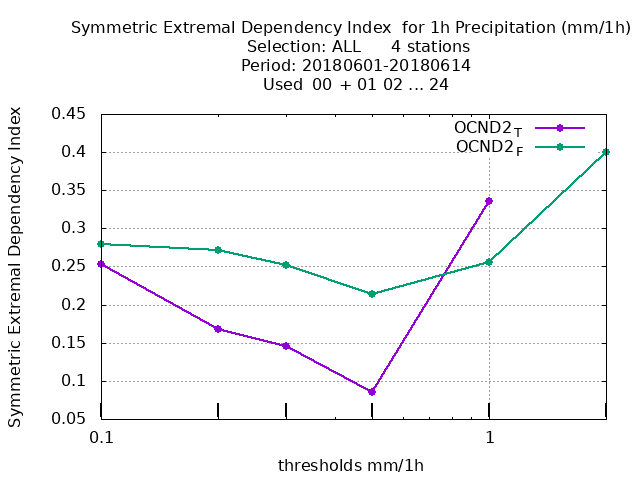 Symmetric Extremal Dependency Index  for 1h Precipitation (mm/1h)
Selection: ALL      4 stations
Period: 20180601-20180614
Used  00  + 01 02 ... 24
Symmetric Extremal Dependency Index
0.45
0.4
0.35
0.3
0.25
0.2
0.15
0.1
0.05
OCND2T
OCND2F
0.1
1
thresholds mm/1h